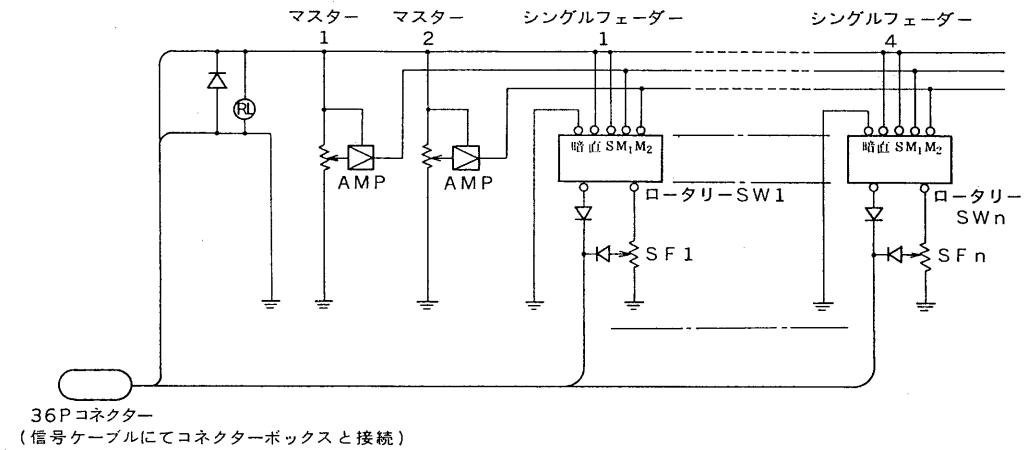 マスター
1
マスター
2
シングルフェーダー
1
シングルフェーダー
4
RL
AMP
AMP
暗直SM₁M₂
暗直SM₁M₂
ロータリーSW1
ロータリー
SWn
SF1
SFn
36Pコネクター
(信号ケーブルにてコネクターボックスと接続)